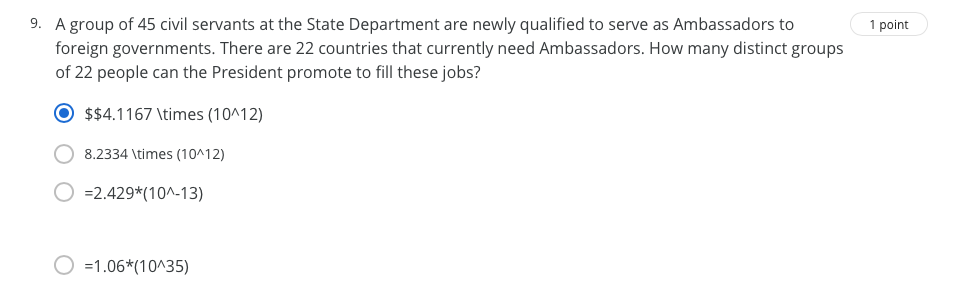 9. A group of 45 civil servants at the State Department are newly qualified to serve as Ambassadors to
1 point
foreign governments. There are 22 countries that currently need Ambassadors. How many distinct groups
of 22 people can the President promote to fill these jobs?
$$4.1167 \times (10^12)
8.2334 \times (10^12)
=2.429*(10^-13)
=1.06*(10^35)